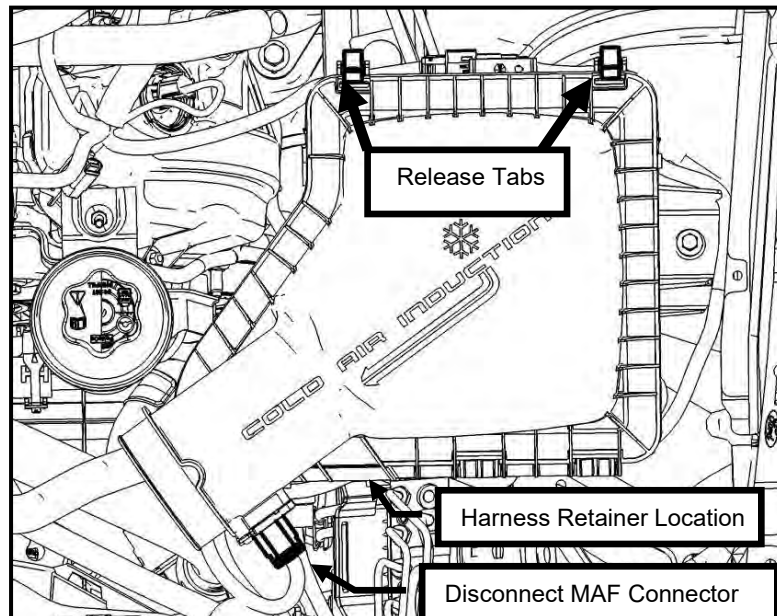 Release Tabs
COLD AIR INDUCTION
Harness Retainer Location
Disconnect MAF Connector